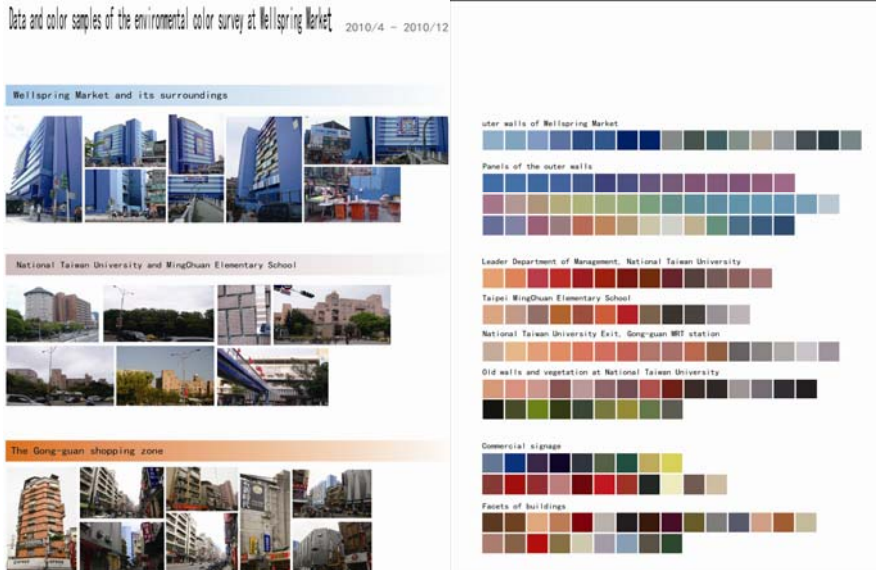 Data and color samples of the environmental color survey at Wellspring Market 2010/4 - 2010/12
Wellspring Market and its surroundings
National Taiwan University and MingChuan Elementary School
The Gong-guan shopping zone
uter walls of Wellspring Market
Panels of the outer walls
Leader Department of Management, National Taiwan University
Taipei MingChuan Elementary School
National Taiwan University Exit, Gong-guan MRT station
Old walls and vegetation at National Taiwan University
Commercial signage
Facets of buildings